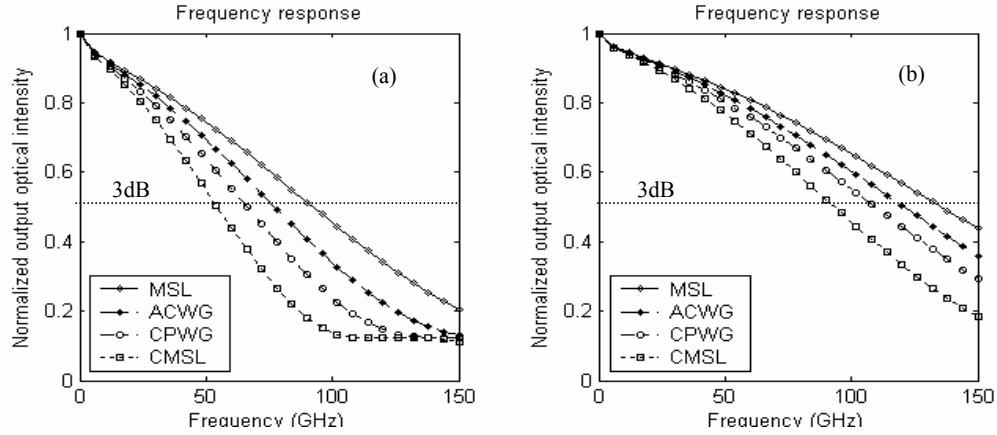 Frequency response
Normalized output optical intensity
1
0.8
0.6
0.4
0.2
0
(a)
3dB
MSL
ACWG
CPWG
CMSL
0 50 100 150
Frequency (GHz)
Frequency response
Normalized output optical intensity
1
0.8
0.6
0.4
0.2
0
(b)
3dB
MSL
ACWG
CPWG
CMSL
0 50 100 150
Frequency (GHz)